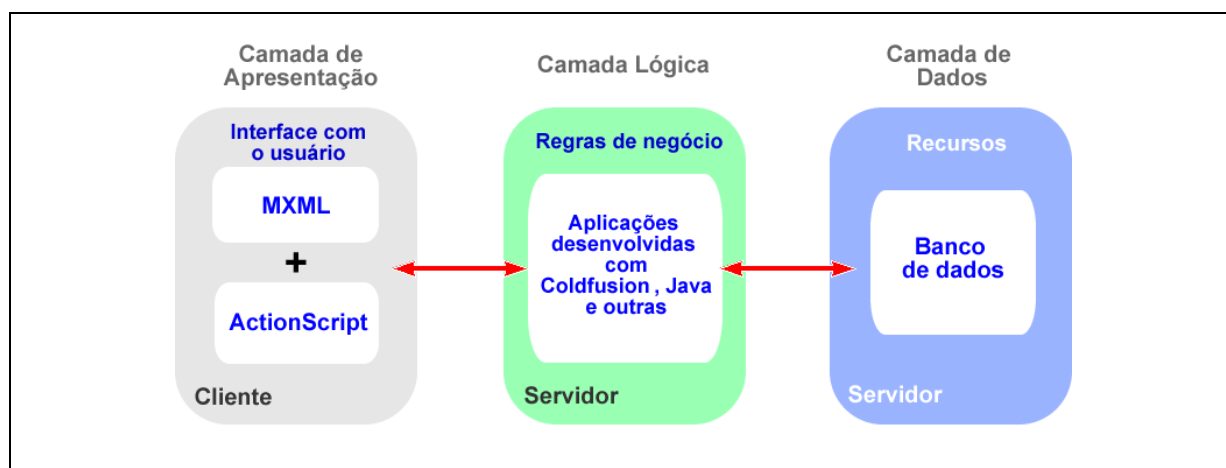 Camada de
Apresentação
Interface com
o usuário
MXML
+
ActionScript
Cliente
Camada Lógica
Regras de negócio
Aplicações
desenvolvidas
com
Coldfusion , Java
e outras
Servidor
Camada de
Dados
Recursos
Banco
de dados
Servidor